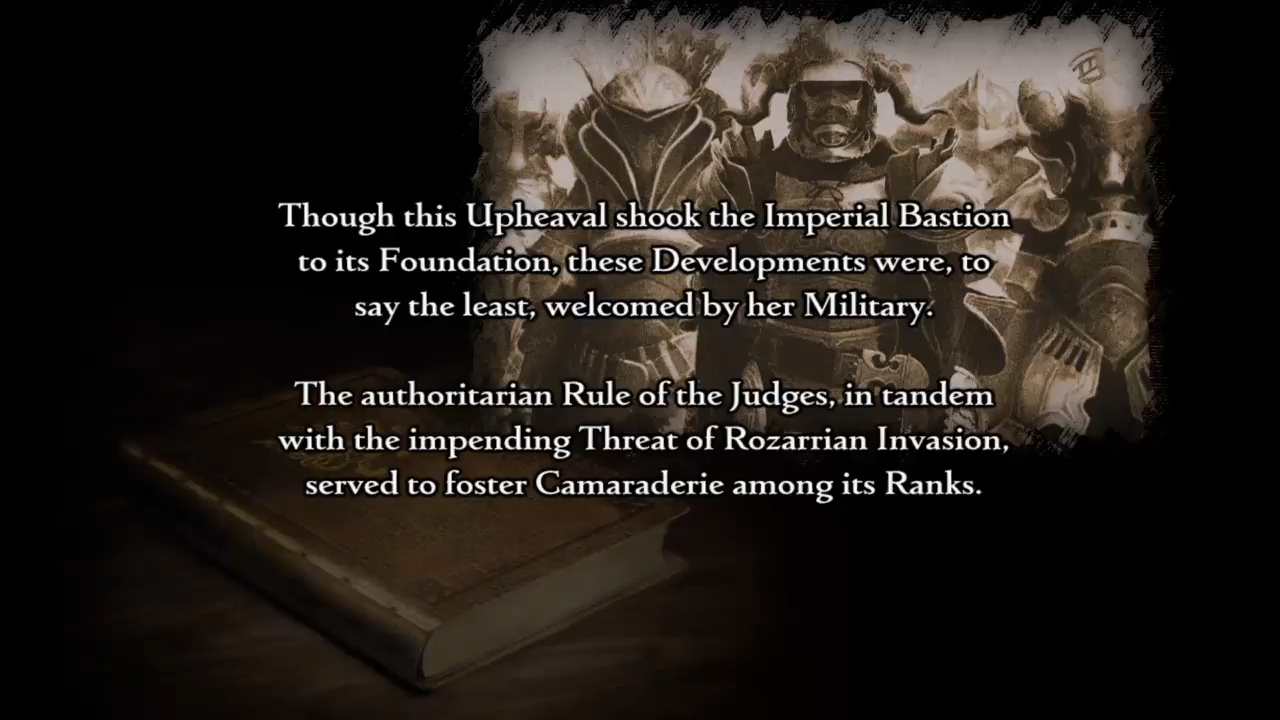 Though this Upheaval shook the Imperial Bastion
to its Foundation, these Developments were, to
say the least, welcomed by her Military.
The authoritarian Rule of the Judges, in tandem
with the impending Threat of Rozarrian Invasion,
served to foster Camaraderie among its Ranks.